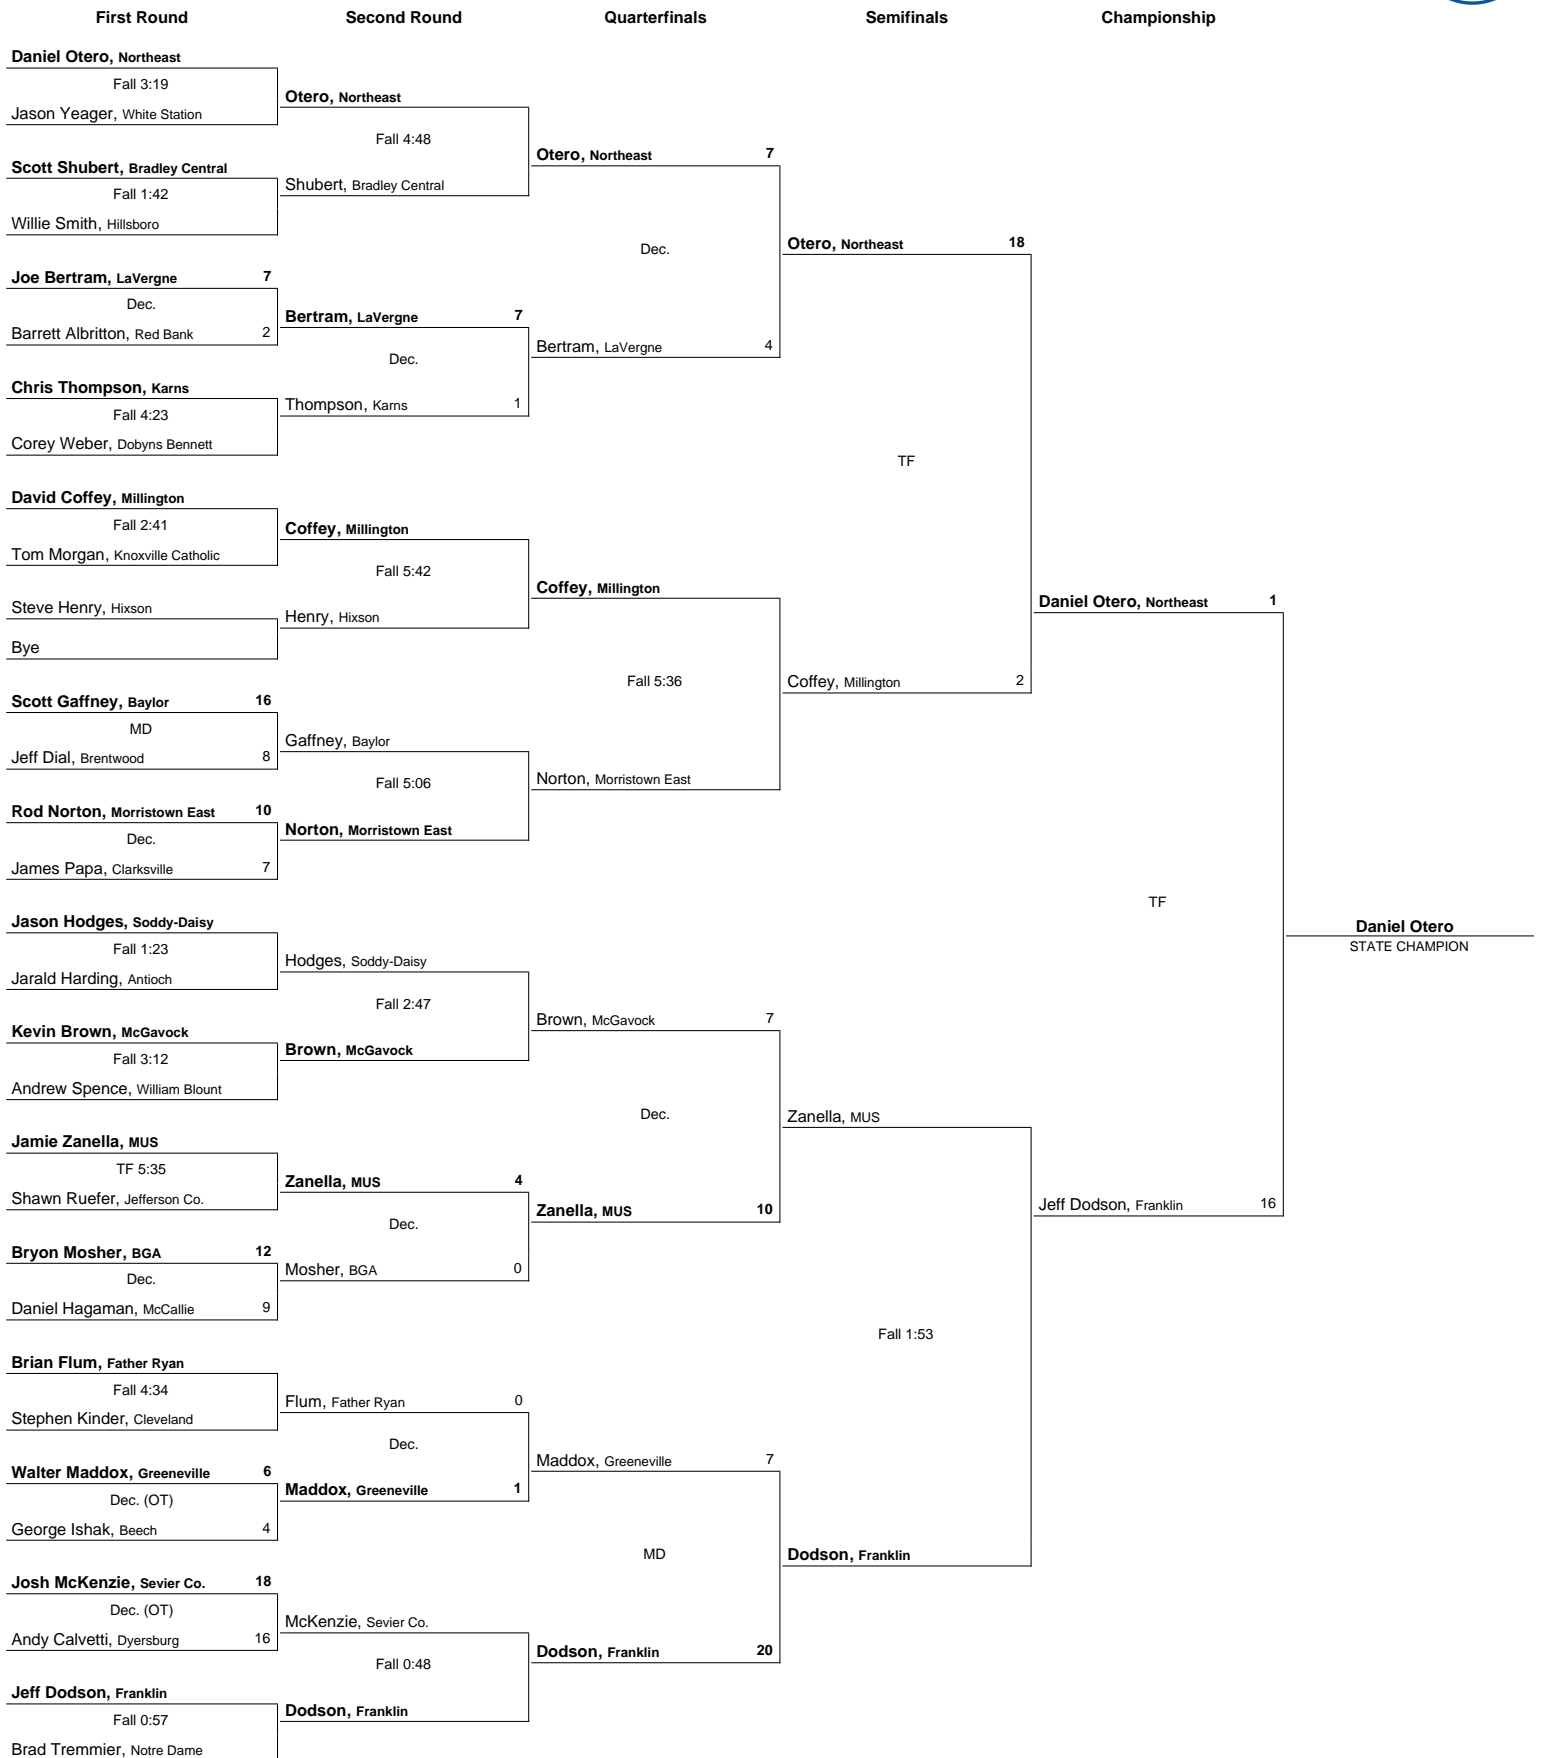 First Round Second Round Quarterfinals Semifinals Championship
Daniel Otero, Northeast
Fall 3:19
Jason Yeager, White Station
Scott Shubert, Bradley Central
Fall 1:42
Willie Smith, Hillsboro
Joe Bertram, LaVergne 7
Dec.
Barrett Albritton, Red Bank 2
Chris Thompson, Karns
Fall 4:23
Corey Weber, Dobyns Bennett
David Coffey, Millington
Fall 2:41
Tom Morgan, Knoxville Catholic
Steve Henry, Hixson
Bye
Scott Gaffney, Baylor 16
MD
Jeff Dial, Brentwood 8
Rod Norton, Morristown East 10
Dec.
James Papa, Clarksville 7
Jason Hodges, Soddy-Daisy
Fall 1:23
Jarald Harding, Antioch
Kevin Brown, McGavock
Fall 3:12
Andrew Spence, William Blount
Jamie Zanella, MUS
TF 5:35
Shawn Ruefer, Jefferson Co.
Bryon Mosher, BGA 12
Dec.
Daniel Hagaman, McCallie 9
Brian Flum, Father Ryan
Fall 4:34
Stephen Kinder, Cleveland
Walter Maddox, Greeneville 6
Dec. (OT)
George Ishak, Beech 4
Josh McKenzie, Sevier Co. 18
Dec. (OT)
Andy Calvetti, Dyersburg 16
Jeff Dodson, Franklin
Fall 0:57
Brad Tremmier, Notre Dame
Otero, Northeast
Fall 4:48
Shubert, Bradley Central
Bertram, LaVergne 7
Dec.
Thompson, Karns 1
Coffey, Millington
Fall 5:42
Henry, Hixson
Gaffney, Baylor
Fall 5:06
Norton, Morristown East
Hodges, Soddy-Daisy
Fall 2:47
Brown, McGavock
Zanella, MUS 4
Dec.
Mosher, BGA 0
Flum, Father Ryan 0
Dec.
Maddox, Greeneville 1
McKenzie, Sevier Co.
Fall 0:48
Dodson, Franklin
Otero, Northeast 7
Dec.
Bertram, LaVergne 4
Coffey, Millington
Fall 5:36
Norton, Morristown East
Brown, McGavock 7
Dec.
Zanella, MUS 10
Maddox, Greeneville 7
MD
Dodson, Franklin 20
Otero, Northeast 18
TF
Coffey, Millington 2
Zanella, MUS
Fall 1:53
Dodson, Franklin
Daniel Otero, Northeast 1
TF
Jeff Dodson, Franklin 16
Daniel Otero
STATE CHAMPION